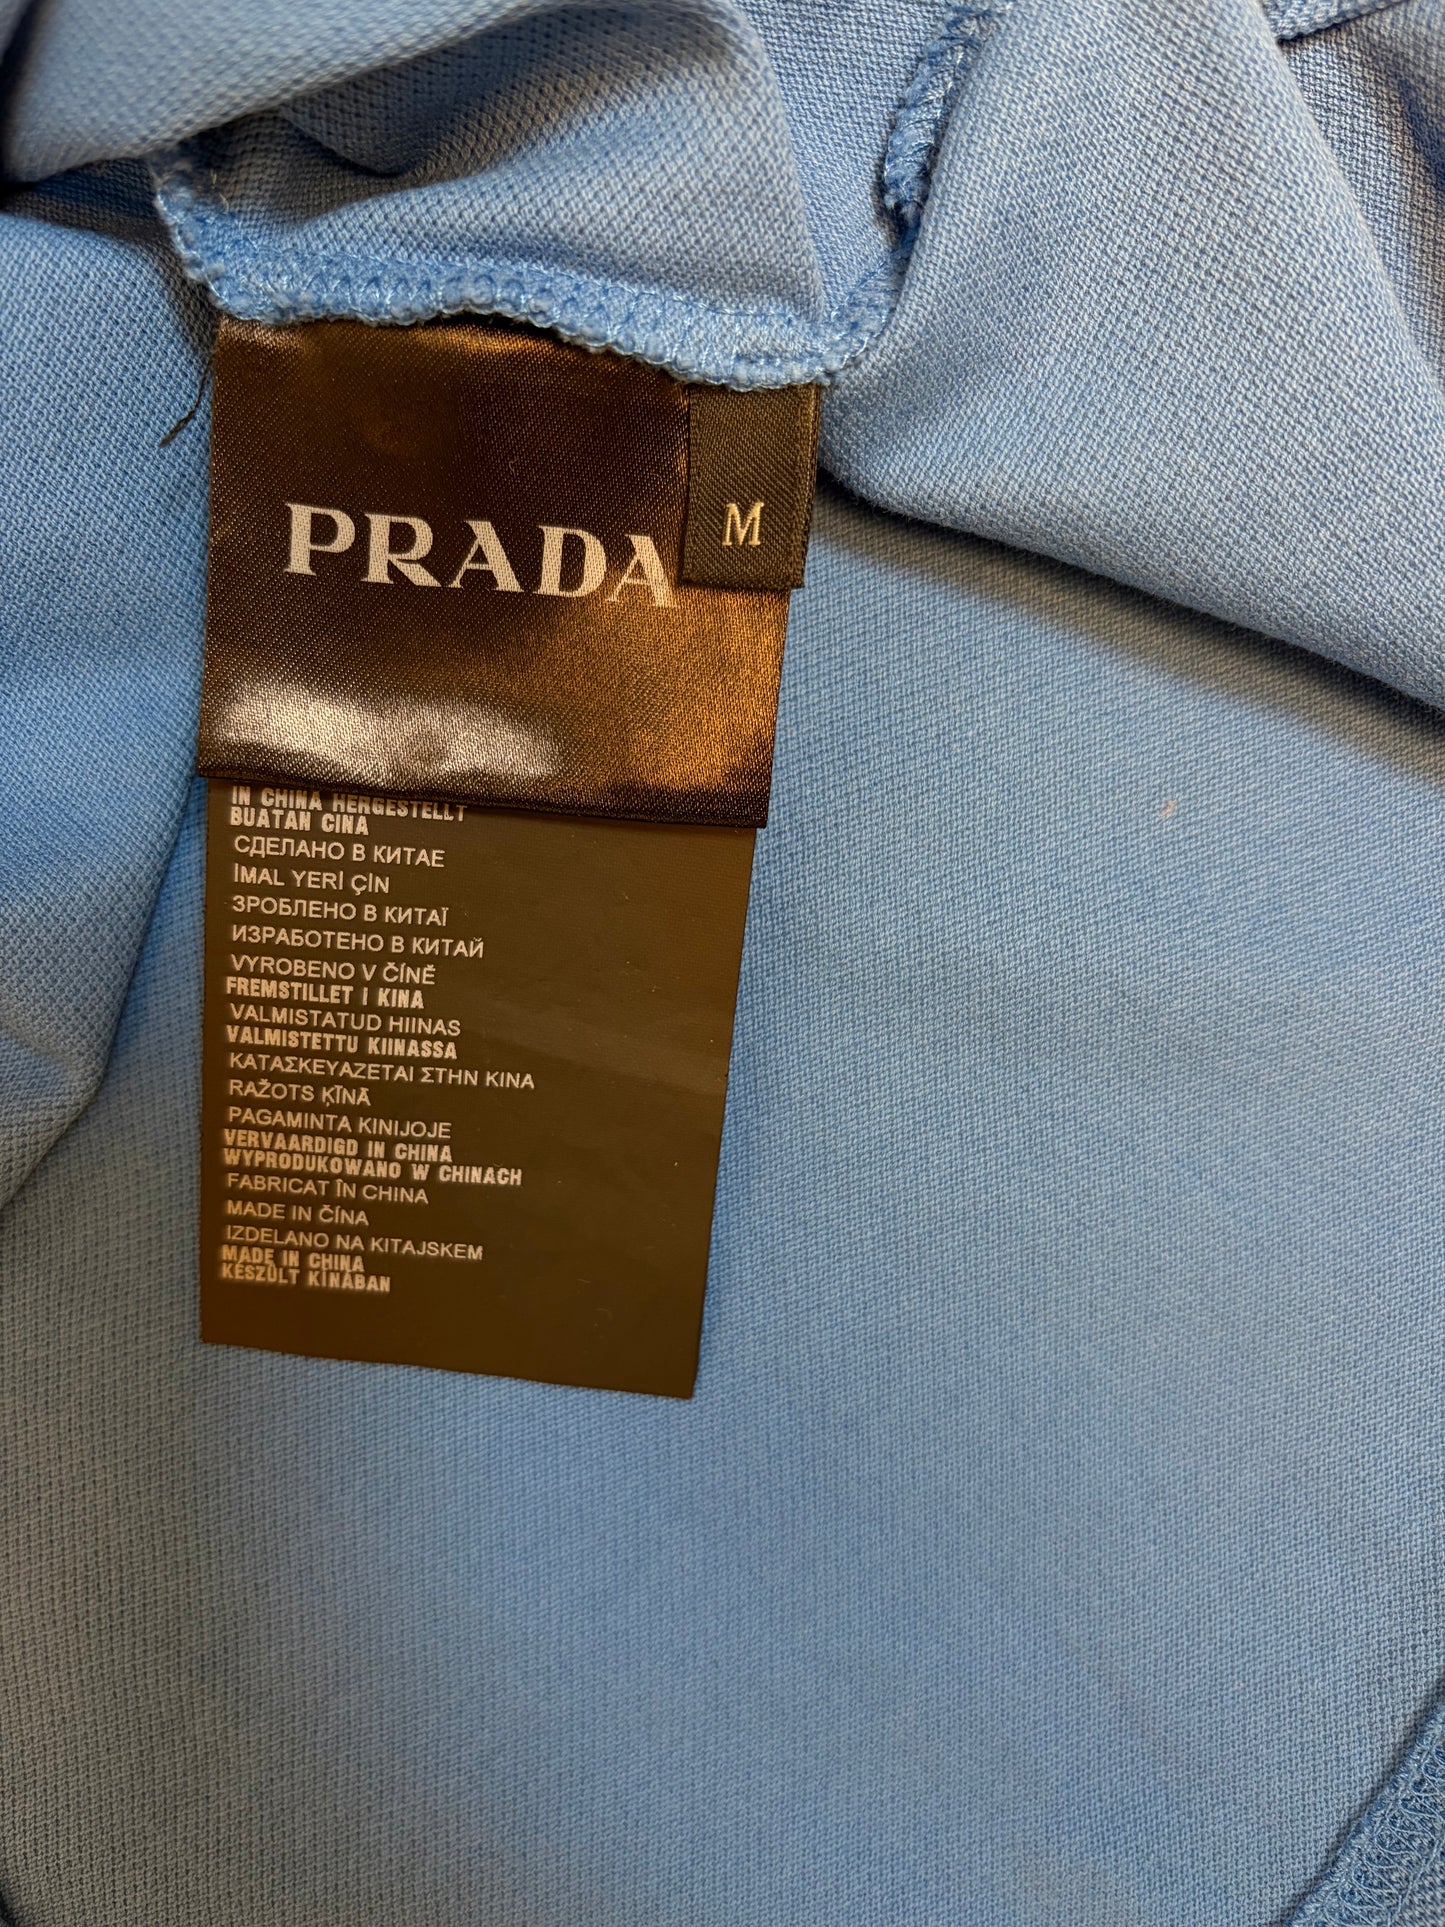 PRADA
M
IN CHINA HERGESTELLT
BUATAN CINA
СДЕЛАНО В КИТАЕ
İMAL YERİ ÇİN
ЗРОБЛЕНО В КИТАЇ
ИЗРАБОТЕНО В КИТАЙ
VYROBENO V ČÍNĚ
FREMSTILLET I KINA
VALMISTATUD HIINAS
VALMISTETTU KIINASSA
ΚΑΤΑΣΚΕΥΑΖΕΤΑΙ ΣΤΗΝ ΚΙΝΑ
RAŽOTS ĶĪNĀ
PAGAMINTA KINIJOJE
VERVAARDIGD IN CHINA
WYPRODUKOWANO W CHINACH
FABRICAT ÎN CHINA
MADE IN ČÍNA
IZDELANO NA KITAJSKEM
MADE IN CHINA
KÉSZÜLT KÍNÁBAN